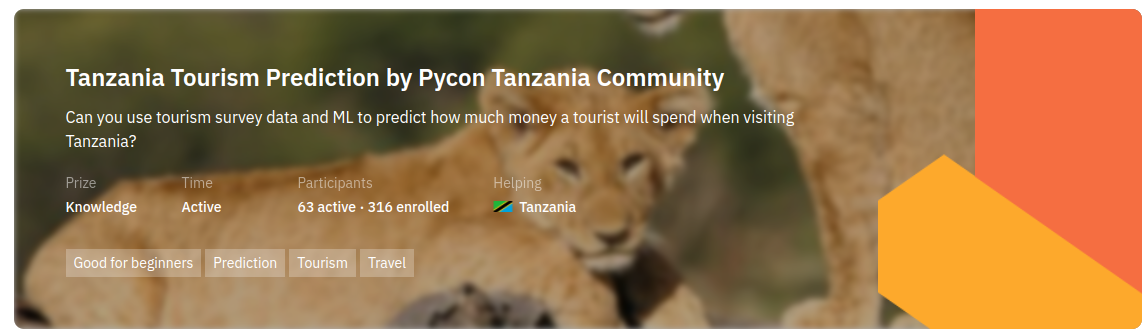 Tanzania Tourism Prediction by Pycon Tanzania Community
Can you use tourism survey data and ML to predict how much money a tourist will spend when visiting
Tanzania?
Prize Time Participants Helping
Knowledge Active 63 active · 316 enrolled Tanzania
Good for beginners Prediction Tourism Travel